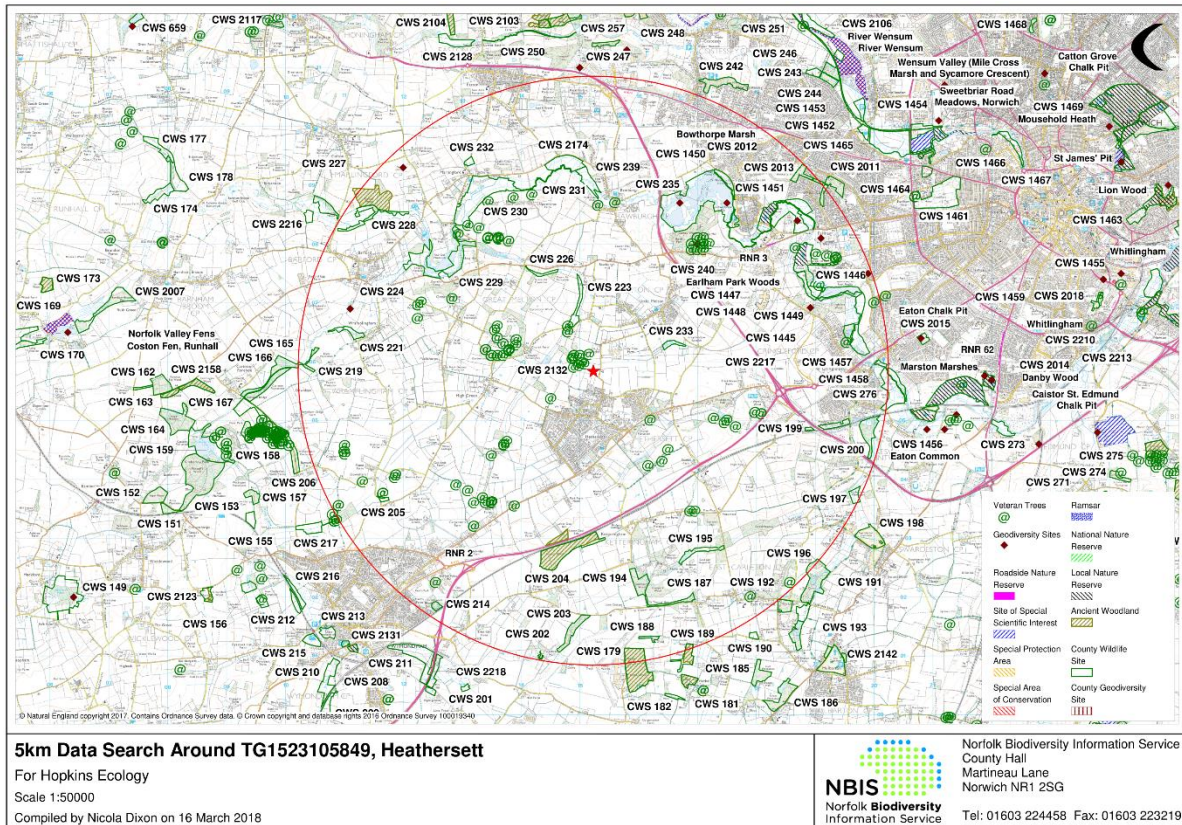 CWS 659
CWS 2117
CWS 2104
CWS 2103
CWS 257
CWS 248
CWS 251
CWS 2106
River Wensum
River Wensum
CWS 1468
CWS 2128
CWS 250
CWS 247
CWS 246
CWS 242
CWS 243
CWS 244
Wensum Valley (Mile Cross
Marsh and Sycamore Crescent)
Catton Grove
Chalk Pit
CWS 1453
CWS 1454
Sweetbriar Road
Meadows, Norwich
CWS 1469
Mousehold Heath
CWS 1452
CWS 177
CWS 227
CWS 232
CWS 2174
CWS 239
Bowthorpe Marsh
CWS 1450
CWS 2012
CWS 1465
CWS 2013
CWS 2011
CWS 1466
St James' Pit
CWS 178
CWS 174
CWS 231
CWS 235
CWS 1451
CWS 1464
CWS 1467
Lion Wood
CWS 2216
CWS 228
CWS 230
CWS 1461
CWS 1463
CWS 226
RNR 3
CWS 240
CWS 1446
Whitlingham
CWS 1455
CWS 173
CWS 2007
CWS 169
CWS 224
CWS 229
CWS 223
Earlham Park Woods
CWS 1447
CWS 1448
CWS 1449
CWS 1459
CWS 2018
Eaton Chalk Pit
CWS 2015
Whitlingham
CWS 2210
CWS 170
Norfolk Valley Fens
Coston Fen, Runhall
CWS 221
CWS 233
CWS 1445
CWS 165
CWS 166
CWS 219
CWS 2132
CWS 2217
CWS 1457
CWS 1458
RNR 62
CWS 2213
CWS 162
CWS 2158
Marston Marshes
CWS 2014
Danby Wood
CWS 163
CWS 167
CWS 276
Caistor St. Edmund
Chalk Pit
CWS 164
CWS 159
CWS 158
CWS 199
CWS 200
CWS 1456
Eaton Common
CWS 273
CWS 275
CWS 274
CWS 271
CWS 152
CWS 153
CWS 206
CWS 157
CWS 205
CWS 197
CWS 151
CWS 155
CWS 217
CWS 198
RNR 2
CWS 195
CWS 196
CWS 149
CWS 216
CWS 204
CWS 194
CWS 187
CWS 192
CWS 191
CWS 2123
CWS 156
CWS 212
CWS 213
CWS 214
CWS 203
CWS 188
CWS 193
CWS 2131
CWS 202
CWS 189
CWS 190
CWS 215
CWS 211
CWS 179
CWS 2142
CWS 210
CWS 208
CWS 2218
CWS 185
CWS 201
CWS 182
CWS 181
CWS 186
Veteran Trees
Ramsar
Geodiversity Sites
National Nature
Reserve
Roadside Nature
Reserve
Local Nature
Reserve
Site of Special
Scientific Interest
Ancient Woodland
Special Protection
Area
County Wildlife
Site
Special Area
of Conservation
County Geodiversity
Site
© Natural England copyright 2017. Contains Ordnance Survey data. © Crown copyright and database rights 2016 Ordnance Survey 100019340
5km Data Search Around TG1523105849, Heathersett
For Hopkins Ecology
Scale 1:50000
Compiled by Nicola Dixon on 16 March 2018
NBIS
Norfolk Biodiversity
Information Service
Norfolk Biodiversity Information Service
County Hall
Martineau Lane
Norwich NR1 2SG
Tel: 01603 224458 Fax: 01603 223219